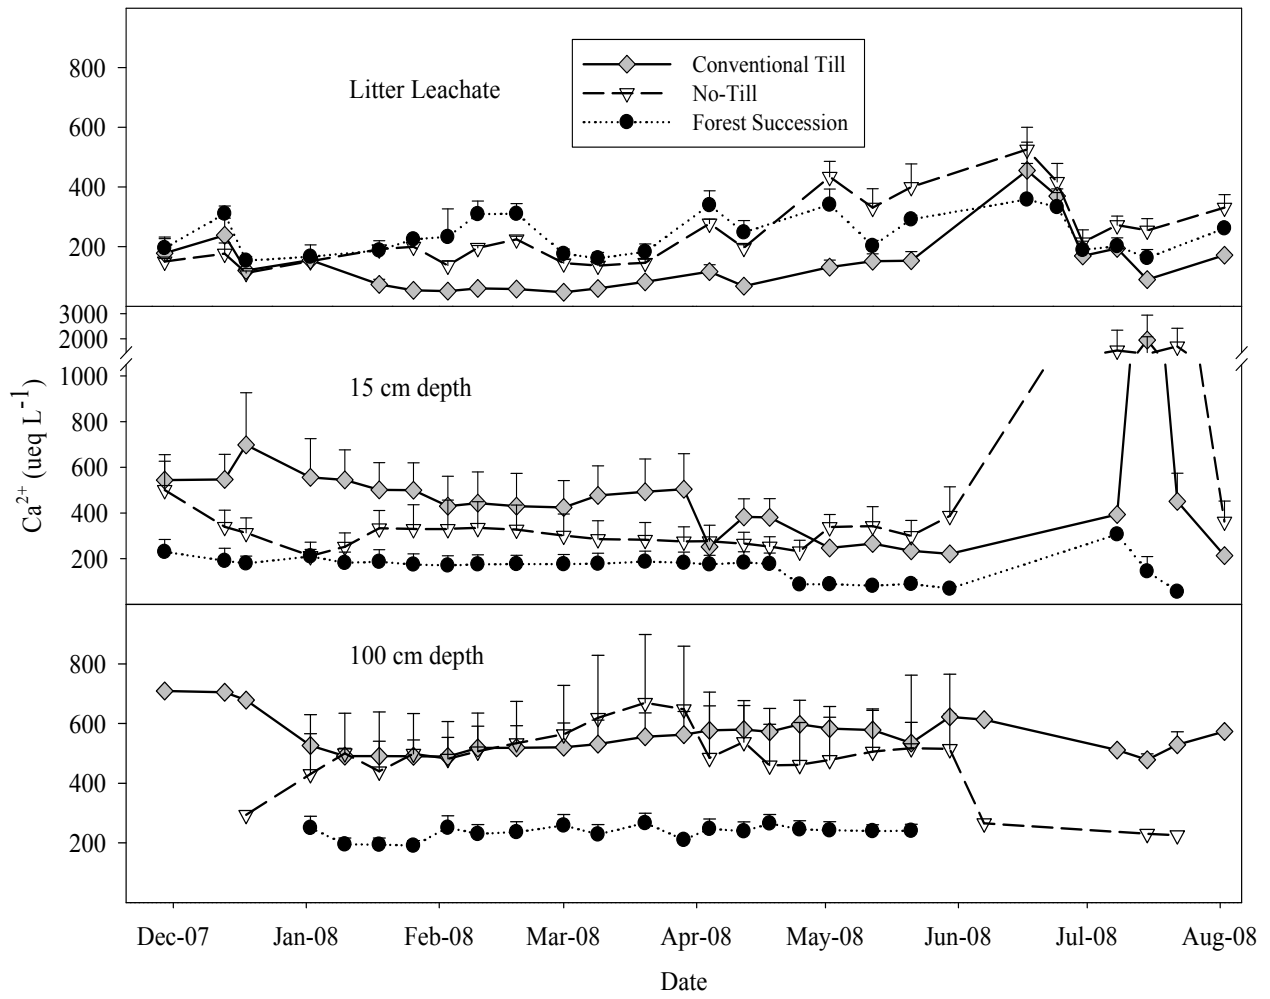 800
600
400
200
Litter Leachate
Conventional Till
No-Till
Forest Succession
3000
2000
1000
800
600
400
200
15 cm depth
Ca²⁺ (ueq L⁻¹)
800
600
400
200
100 cm depth
Dec-07 Jan-08 Feb-08 Mar-08 Apr-08 May-08 Jun-08 Jul-08 Aug-08
Date